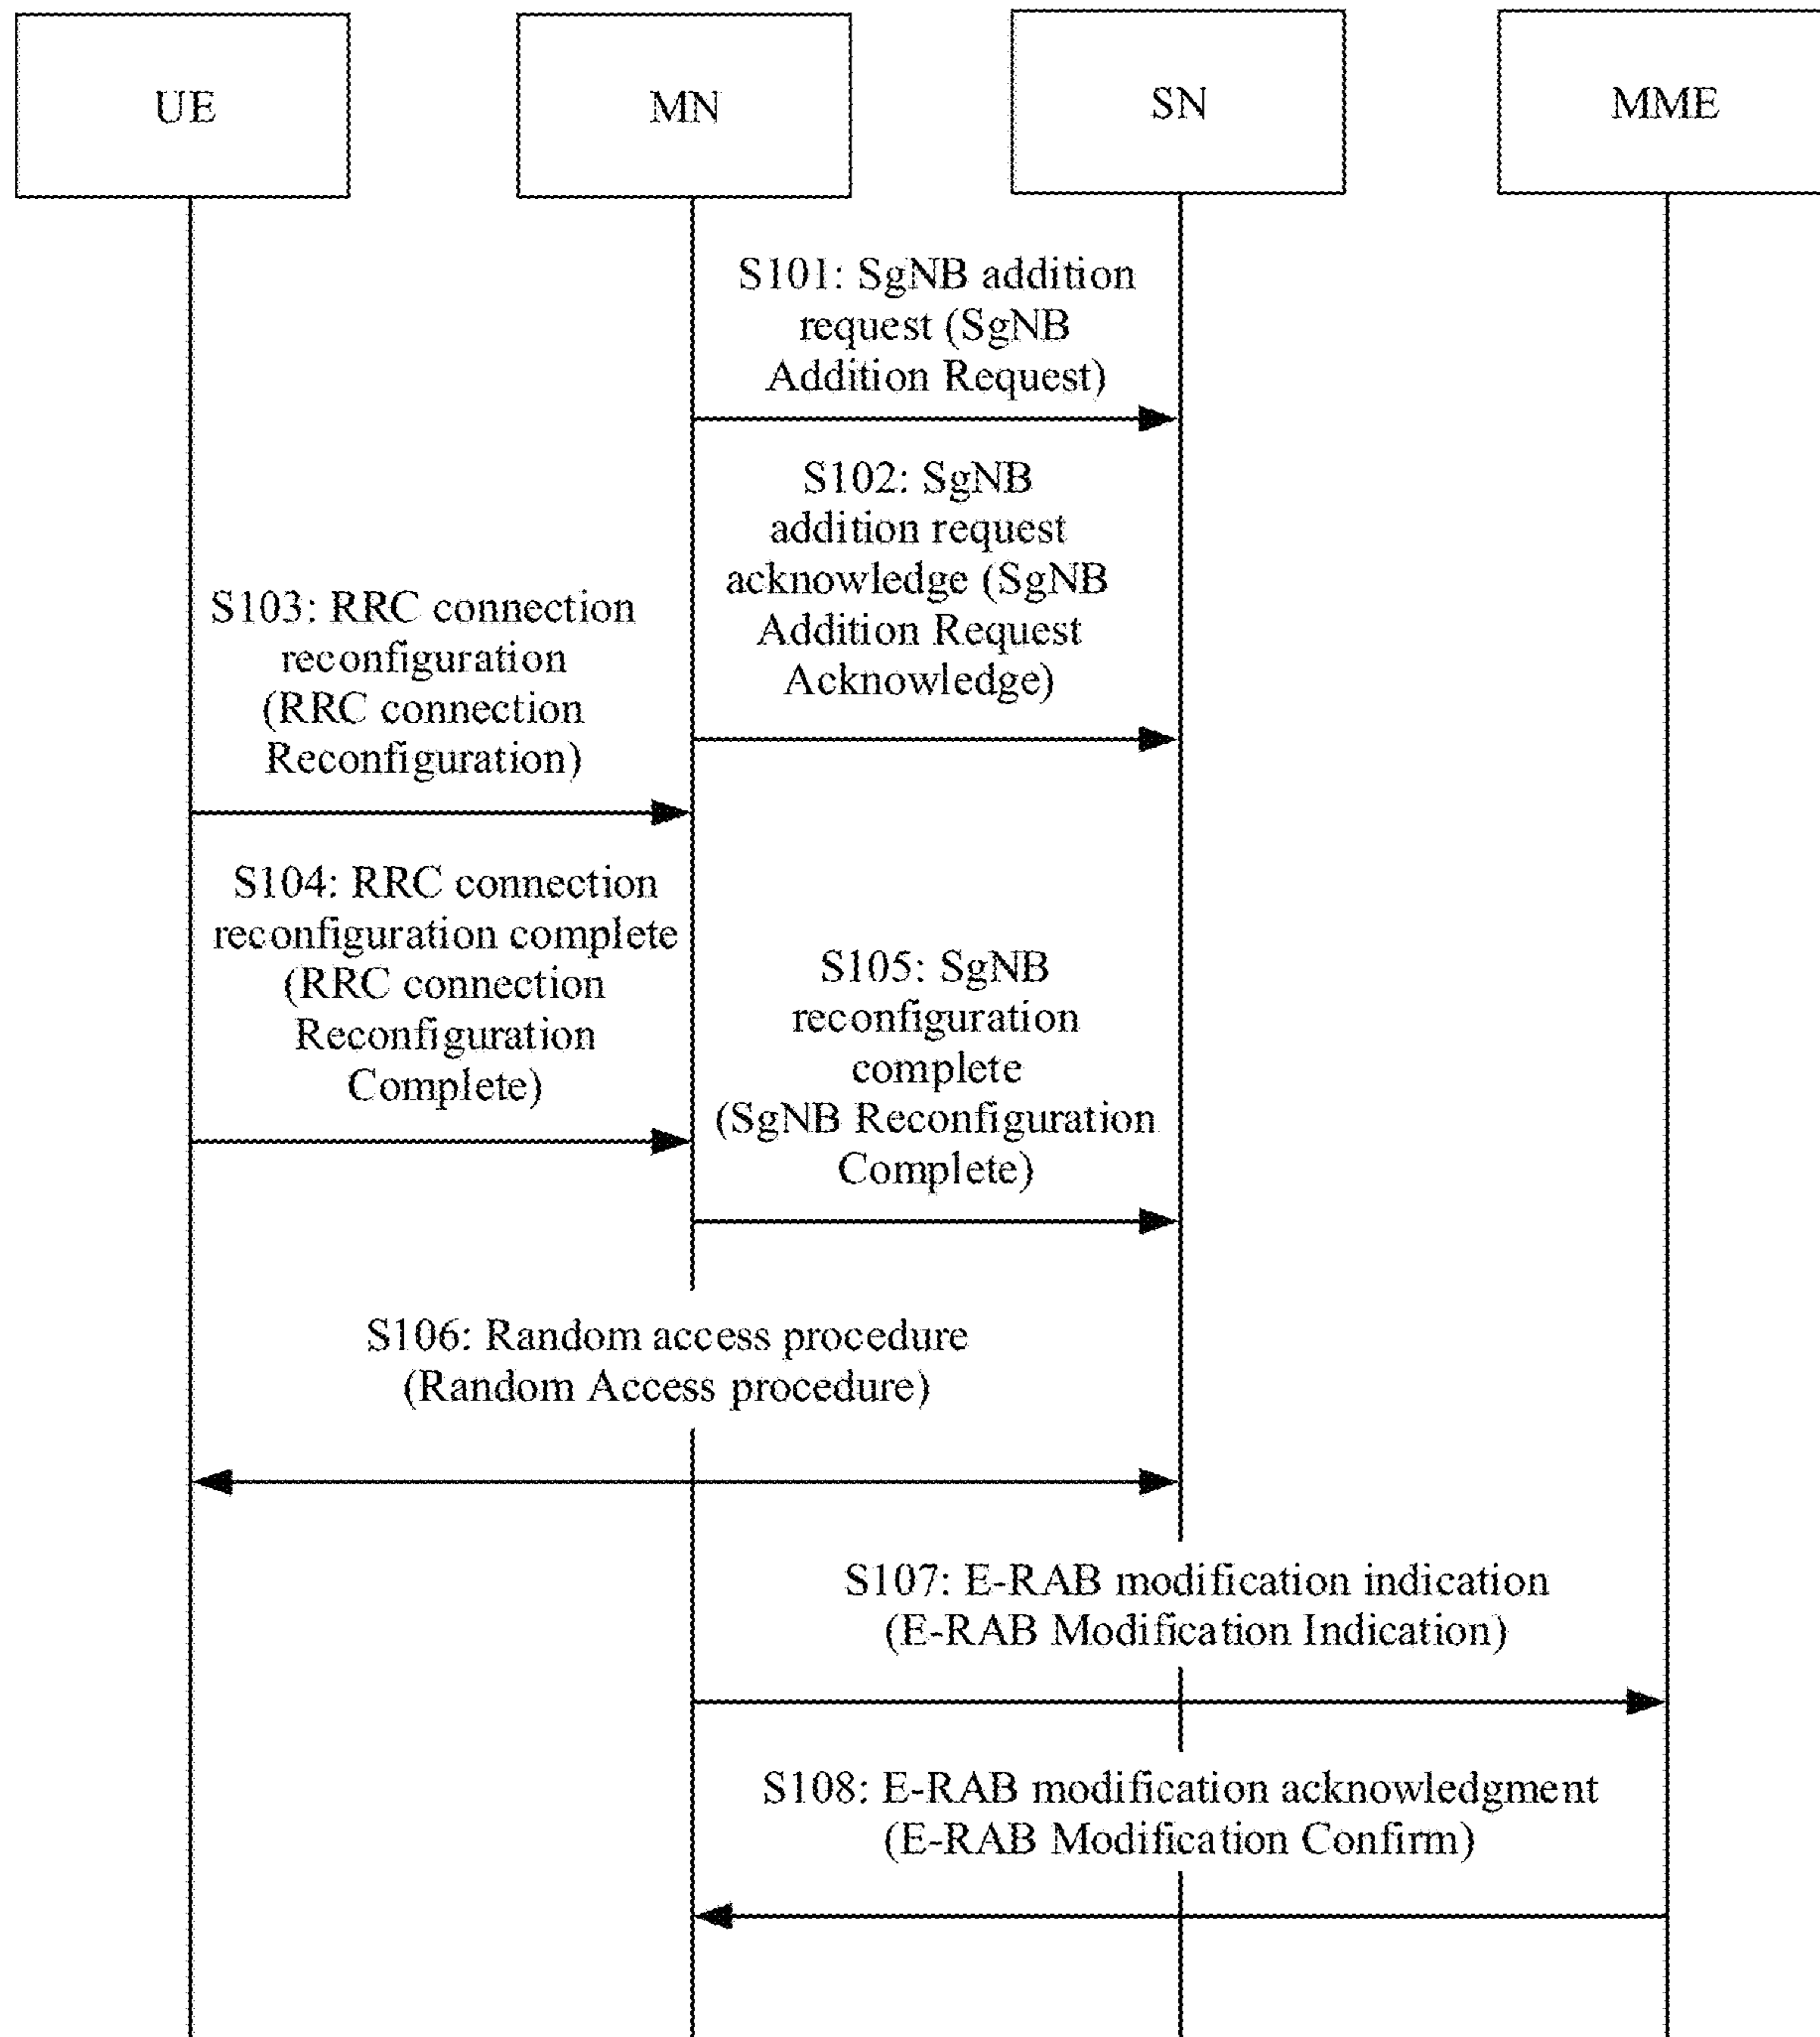 UE
MN
SN
MME
S101: SgNB addition
request (SgNB
Addition Request)
S102: SgNB
addition request
acknowledge (SgNB
Addition Request
Acknowledge)
S103: RRC connection
reconfiguration
(RRC connection
Reconfiguration)
S104: RRC connection
reconfiguration complete
(RRC connection
Reconfiguration
Complete)
S105: SgNB
reconfiguration
complete
(SgNB Reconfiguration
Complete)
S106: Random access procedure
(Random Access procedure)
S107: E-RAB modification indication
(E-RAB Modification Indication)
S108: E-RAB modification acknowledgment
(E-RAB Modification Confirm)